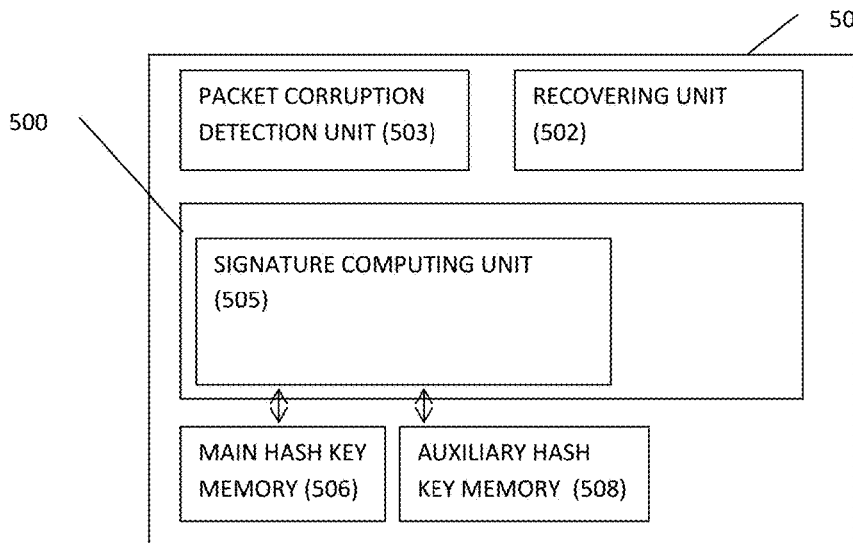 500
PACKET CORRUPTION
DETECTION UNIT (503)
RECOVERING UNIT
(502)
SIGNATURE COMPUTING UNIT
(505)
MAIN HASH KEY
MEMORY (506)
AUXILIARY HASH
KEY MEMORY (508)